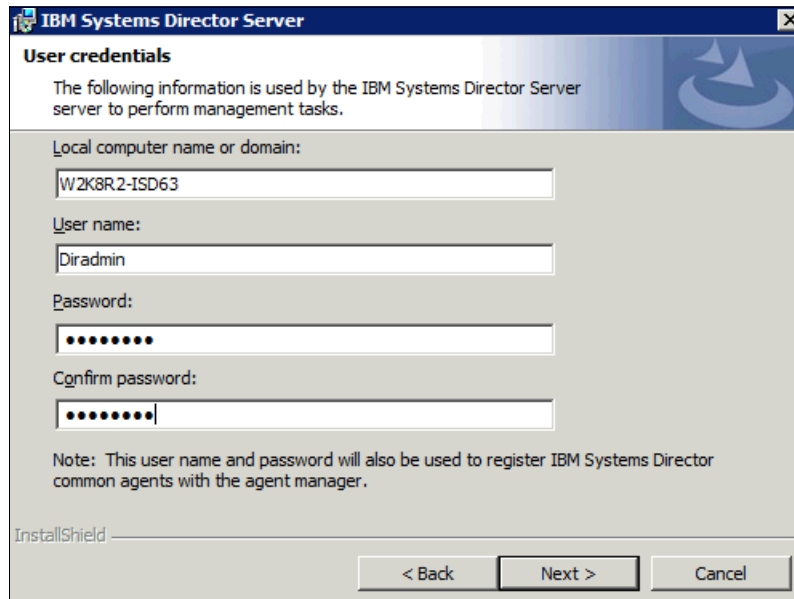 IBM Systems Director Server
User credentials
The following information is used by the IBM Systems Director Server
server to perform management tasks.
Local computer name or domain:
W2K8R2-ISD63
User name:
Diradmin
Password:
●●●●●●●●
Confirm password:
●●●●●●●●
Note: This user name and password will also be used to register IBM Systems Director
common agents with the agent manager.
InstallShield
< Back Next > Cancel